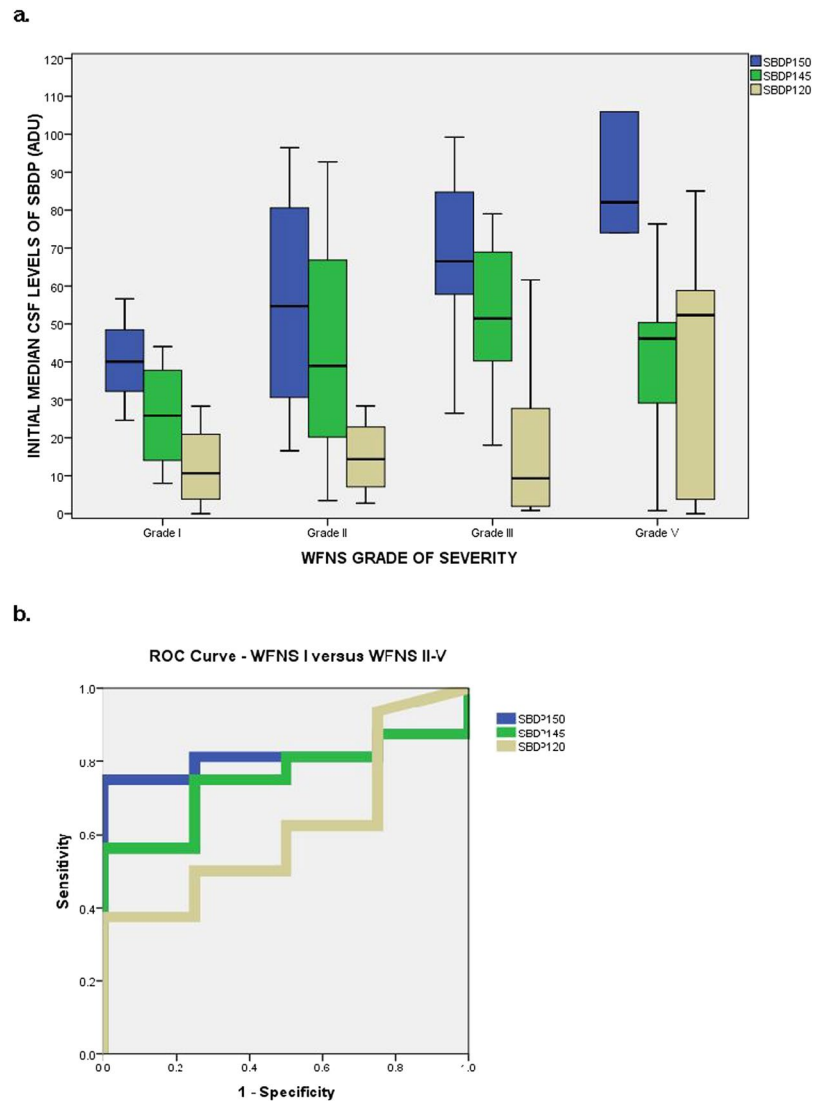 a.
120
110
100
90
80
70
60
50
40
30
20
10
0
INITIAL MEDIAN CSF LEVELS OF SBDP (ADU)
SBDP150
SBDP145
SBDP120
Grade I
Grade II
Grade III
Grade V
WFNS GRADE OF SEVERITY
b.
ROC Curve - WFNS I versus WFNS II-V
1.0
0.8
0.6
0.4
0.2
0.0
Sensitivity
SBDP150
SBDP145
SBDP120
0.0
0.2
0.4
0.6
0.8
1.0
1 - Specificity